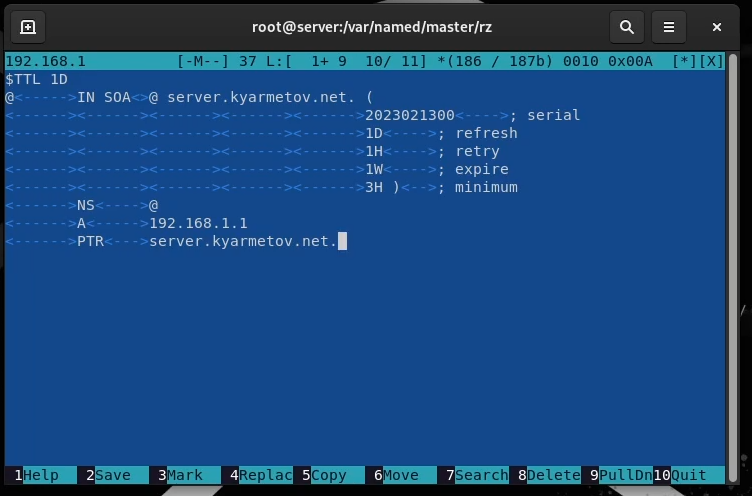 root@server:/var/named/master/rz
192.168.1 [-M--] 37 L:[ 1+ 9 10/ 11] *(186 / 187b) 0010 0x00A [*][X]
$TTL 1D
@<------>IN SOA<>@ server.kyarmetov.net. (
<------><------><------><------><------>2023021300<---->; serial
<------><------><------><------><------>1D<---->; refresh
<------><------><------><------><------>1H<---->; retry
<------><------><------><------><------>1W<---->; expire
<------><------><------><------><------>3H )<-->; minimum
<------>NS<---->@
<------>A<----->192.168.1.1
<------>PTR<--->server.kyarmetov.net.
1Help 2Save 3Mark 4Replac 5Copy 6Move 7Search 8Delete 9PullDn 10Quit